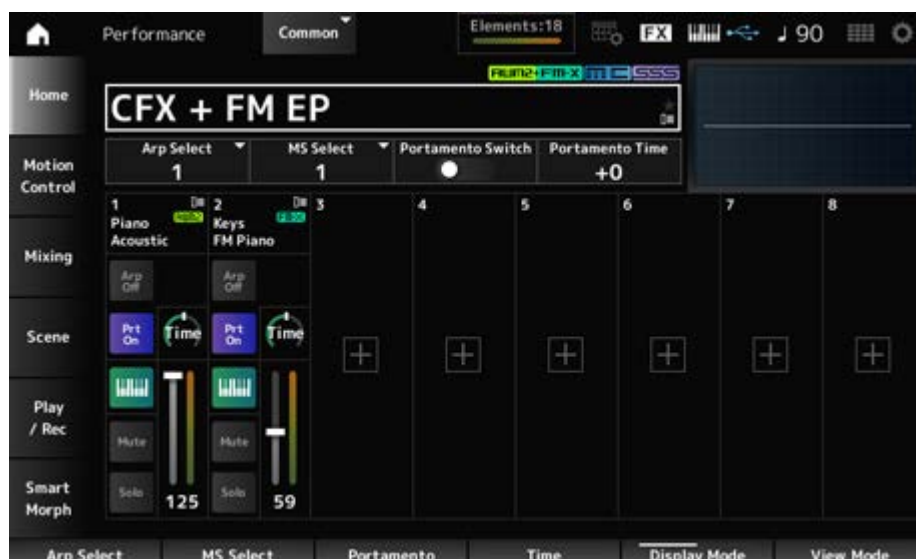 Performance Common Elements:18 FX 90
Home
AWM2+FM-X MC SSS
CFX + FM EP
Arp Select MS Select Portamento Switch Portamento Time
1 1 +0
Motion
Control
1 2 3 4 5 6 7 8
Piano Keys
Acoustic FM Piano
Mixing
Arp
Off
Arp
Off
Scene
Prt
On
Time
Prt
On
Time
Play
/ Rec
Mute Mute
Smart
Morph
Solo 125 Solo 59
Arp Select MS Select Portamento Time Display Mode View Mode